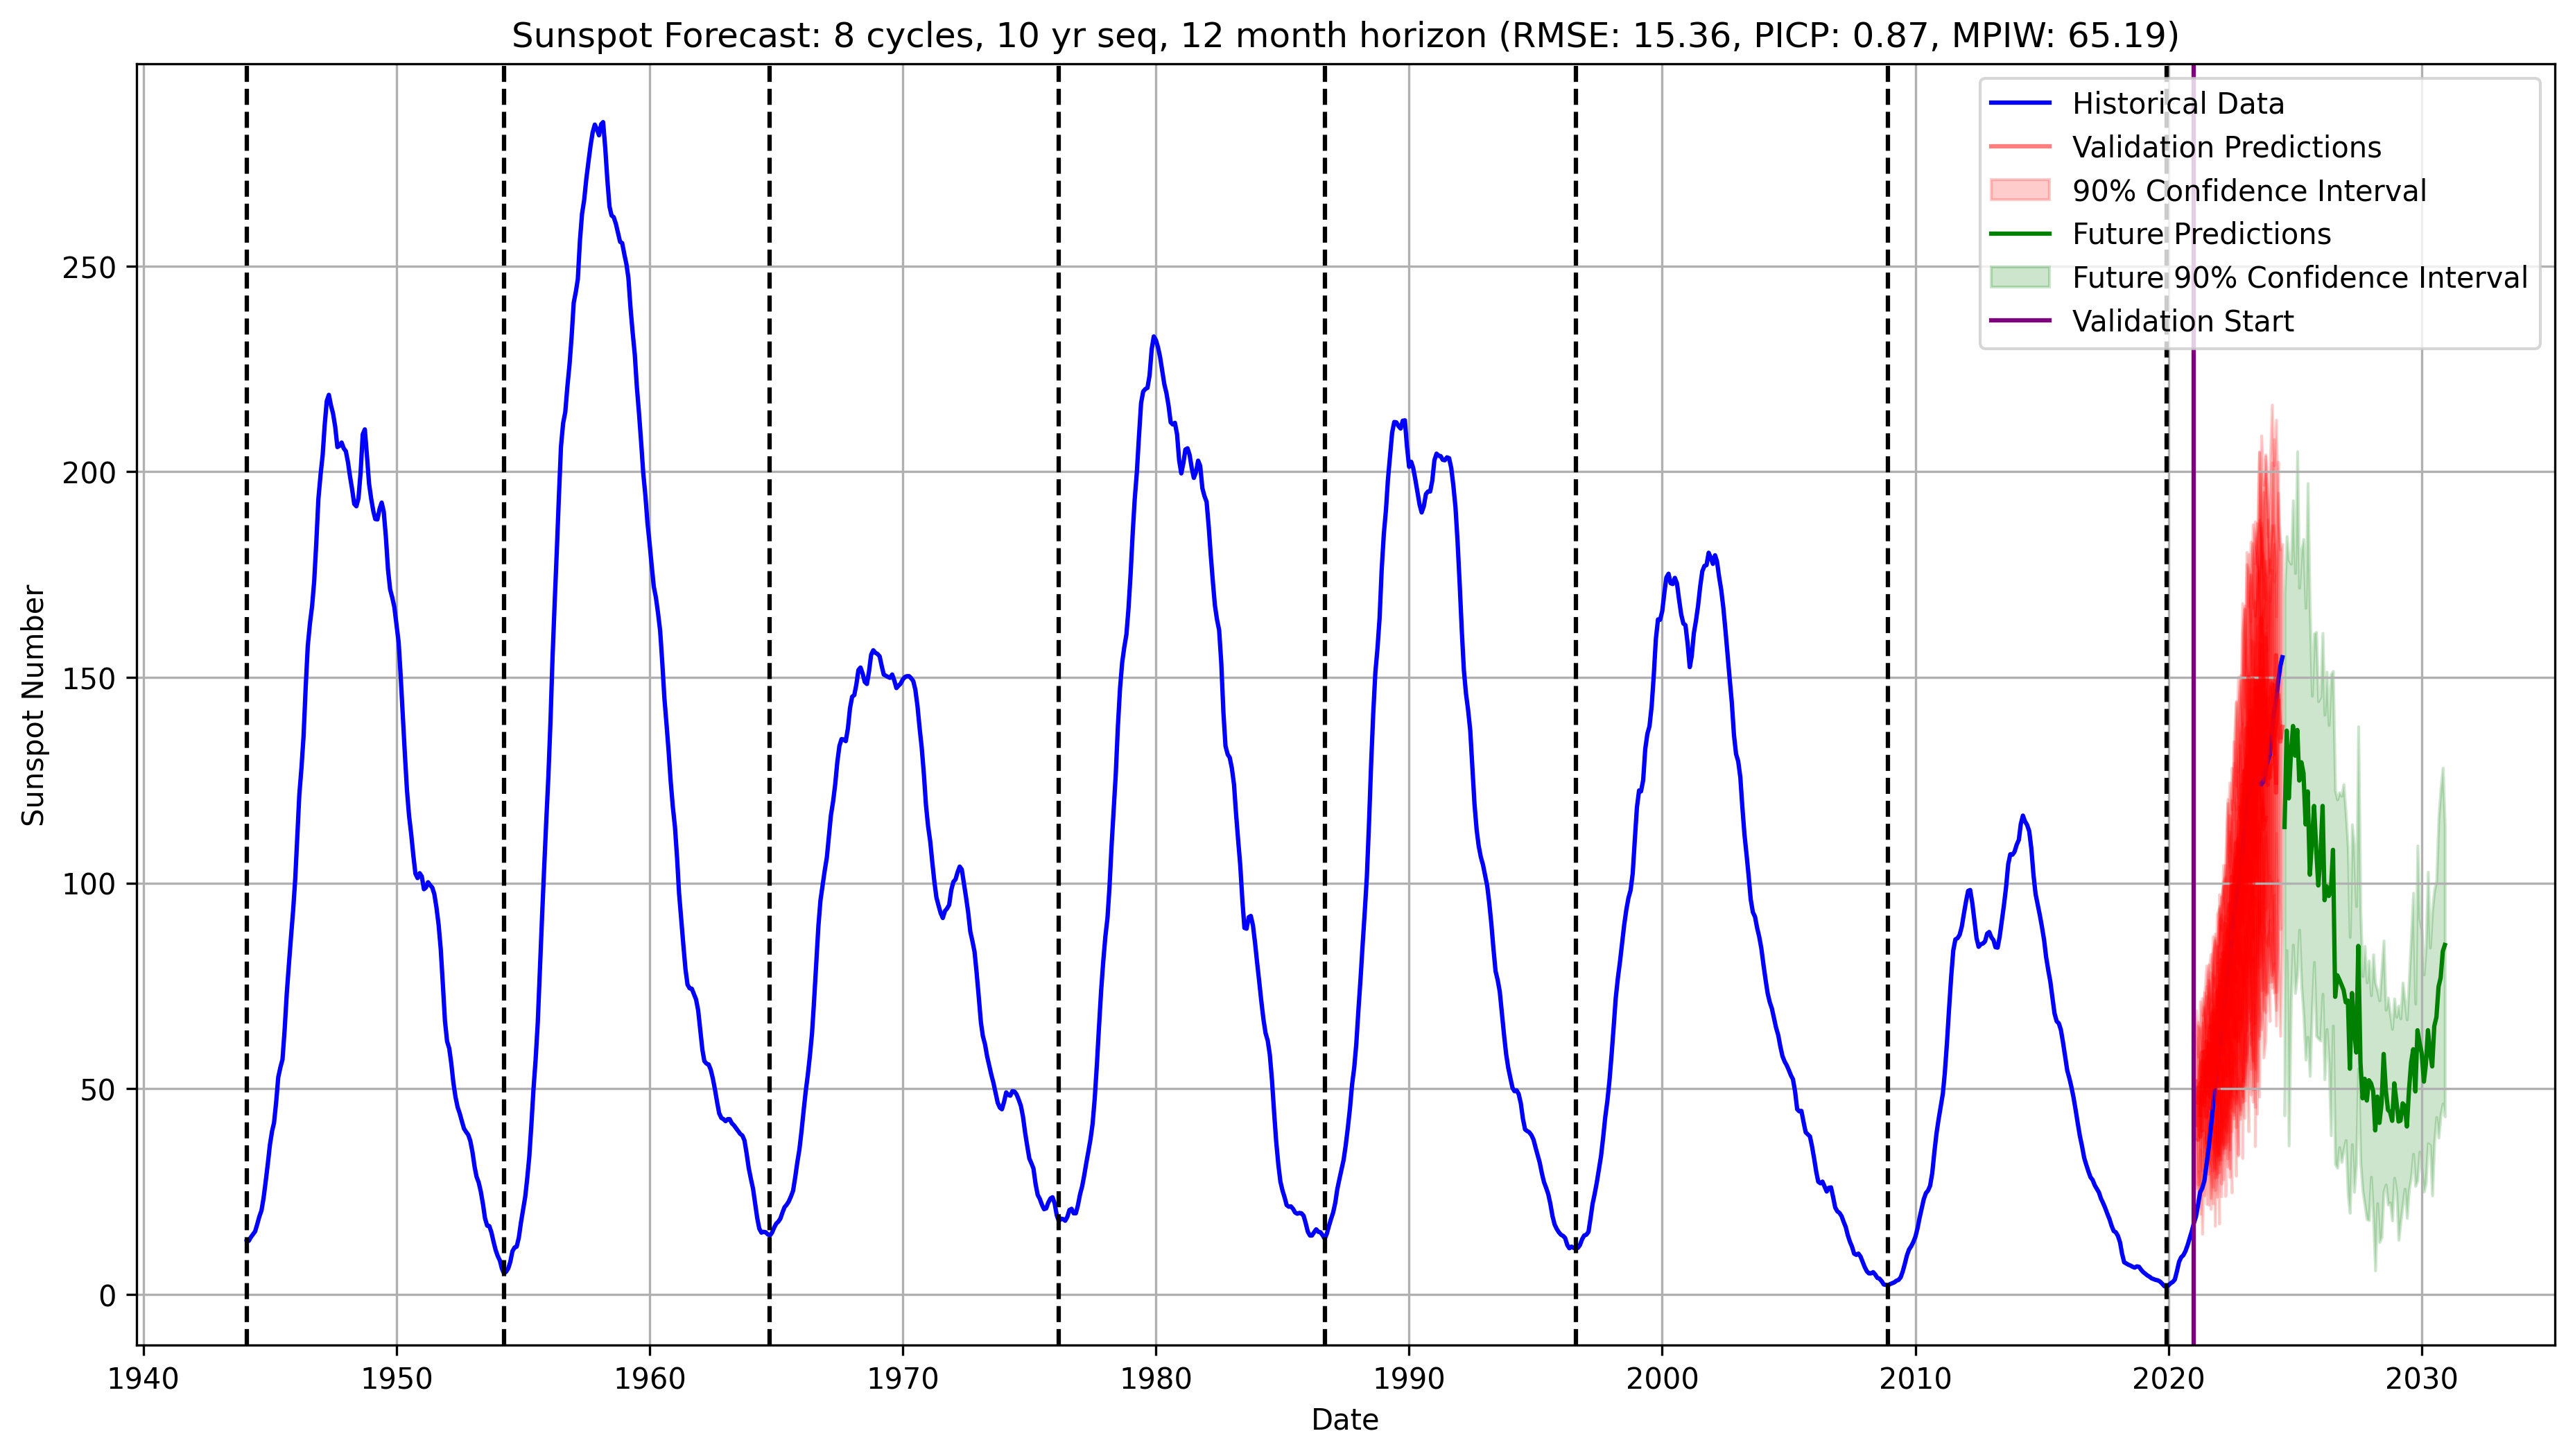 Sunspot Forecast: 8 cycles, 10 yr seq, 12 month horizon (RMSE: 15.36, PICP: 0.87, MPIW: 65.19)
Historical Data
Validation Predictions
90% Confidence Interval
Future Predictions
Future 90% Confidence Interval
Validation Start
Sunspot Number
250
200
150
100
50
0
1940 1950 1960 1970 1980 1990 2000 2010 2020 2030
Date